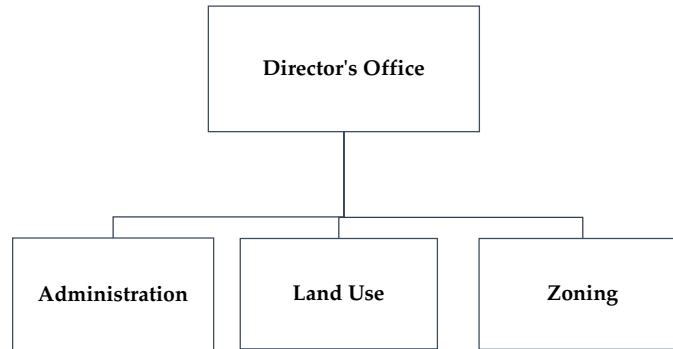 Director's Office
Administration
Land Use
Zoning